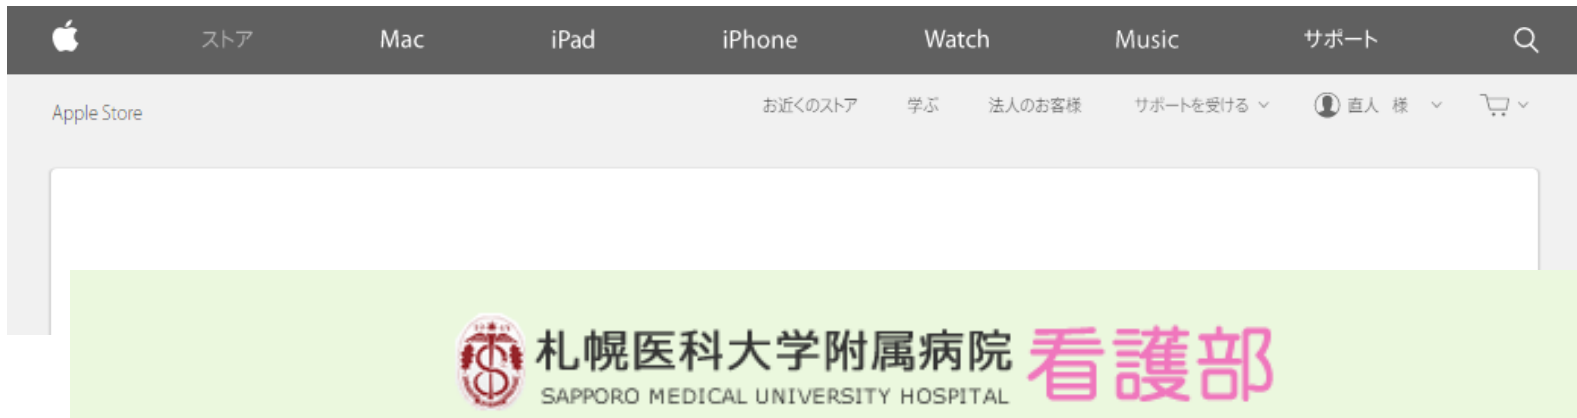 ストア Mac iPad iPhone Watch Music サポート
Apple Store お近くのストア 学ぶ 法人のお客様 サポートを受ける 直人 様
札幌医科大学附属病院 看護部
SAPPORO MEDICAL UNIVERSITY HOSPITAL